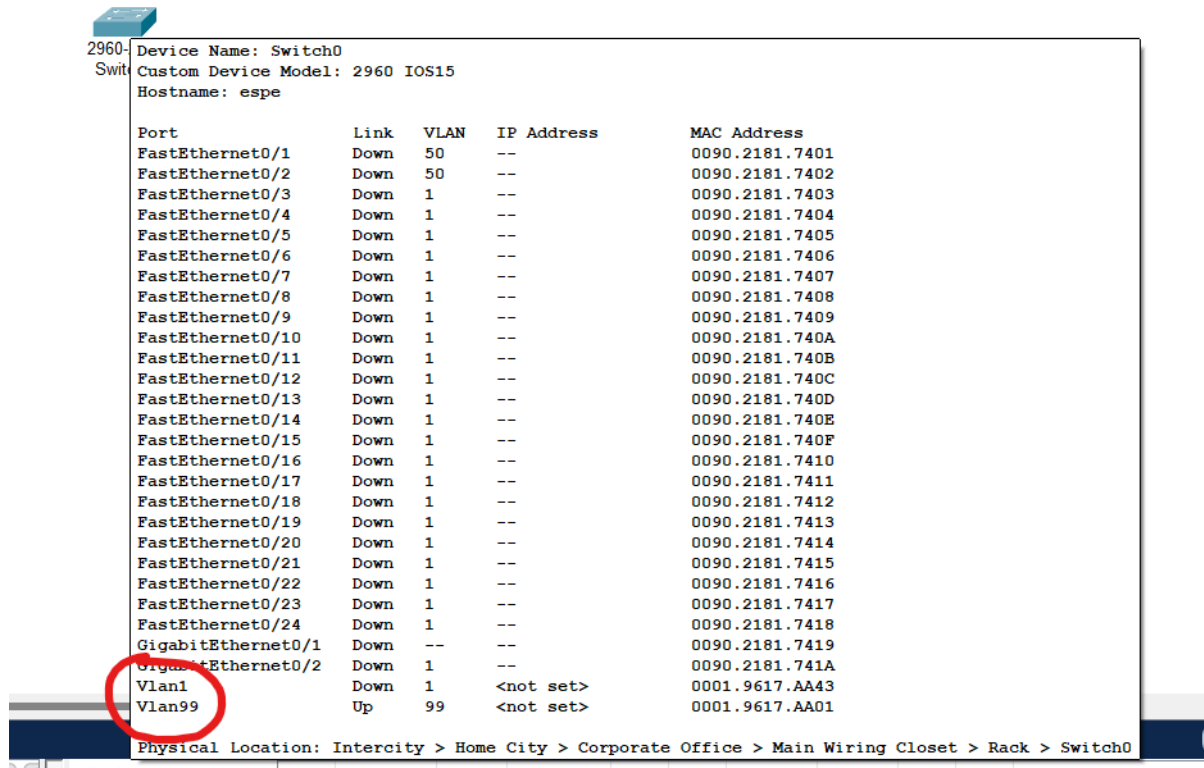 2960-
Swit
Device Name: Switch0
Custom Device Model: 2960 IOS15
Hostname: espe
Port Link VLAN IP Address MAC Address
FastEthernet0/1 Down 50 -- 0090.2181.7401
FastEthernet0/2 Down 50 -- 0090.2181.7402
FastEthernet0/3 Down 1 -- 0090.2181.7403
FastEthernet0/4 Down 1 -- 0090.2181.7404
FastEthernet0/5 Down 1 -- 0090.2181.7405
FastEthernet0/6 Down 1 -- 0090.2181.7406
FastEthernet0/7 Down 1 -- 0090.2181.7407
FastEthernet0/8 Down 1 -- 0090.2181.7408
FastEthernet0/9 Down 1 -- 0090.2181.7409
FastEthernet0/10 Down 1 -- 0090.2181.740A
FastEthernet0/11 Down 1 -- 0090.2181.740B
FastEthernet0/12 Down 1 -- 0090.2181.740C
FastEthernet0/13 Down 1 -- 0090.2181.740D
FastEthernet0/14 Down 1 -- 0090.2181.740E
FastEthernet0/15 Down 1 -- 0090.2181.740F
FastEthernet0/16 Down 1 -- 0090.2181.7410
FastEthernet0/17 Down 1 -- 0090.2181.7411
FastEthernet0/18 Down 1 -- 0090.2181.7412
FastEthernet0/19 Down 1 -- 0090.2181.7413
FastEthernet0/20 Down 1 -- 0090.2181.7414
FastEthernet0/21 Down 1 -- 0090.2181.7415
FastEthernet0/22 Down 1 -- 0090.2181.7416
FastEthernet0/23 Down 1 -- 0090.2181.7417
FastEthernet0/24 Down 1 -- 0090.2181.7418
GigabitEthernet0/1 Down -- -- 0090.2181.7419
GigabitEthernet0/2 Down 1 -- 0090.2181.741A
Vlan1 Down 1 <not set> 0001.9617.AA43
Vlan99 Up 99 <not set> 0001.9617.AA01
Physical Location: Intercity > Home City > Corporate Office > Main Wiring Closet > Rack > Switch0